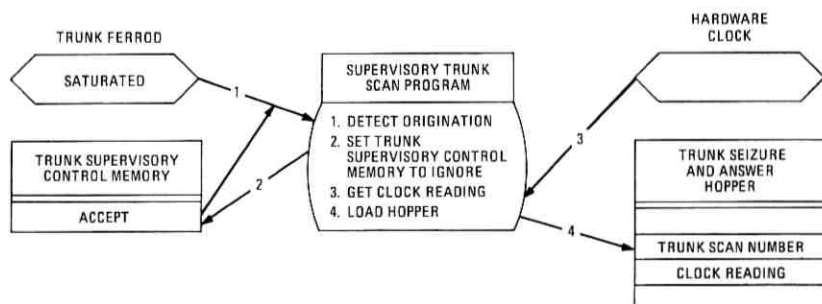 TRUNK FERROD
SATURATED
TRUNK SUPERVISORY
CONTROL MEMORY
ACCEPT
1
2
SUPERVISORY TRUNK
SCAN PROGRAM
1. DETECT ORIGINATION
2. SET TRUNK
SUPERVISORY CONTROL
MEMORY TO IGNORE
3. GET CLOCK READING
4. LOAD HOPPER
3
4
HARDWARE
CLOCK
TRUNK SEIZURE
AND ANSWER
HOPPER
TRUNK SCAN NUMBER
CLOCK READING